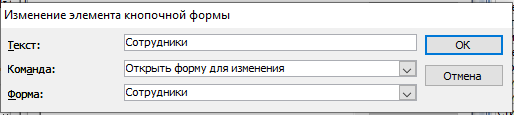 Изменение элемента кнопочной формы
Текст: Сотрудники OK
Команда: Открыть форму для изменения Отмена
Форма: Сотрудники